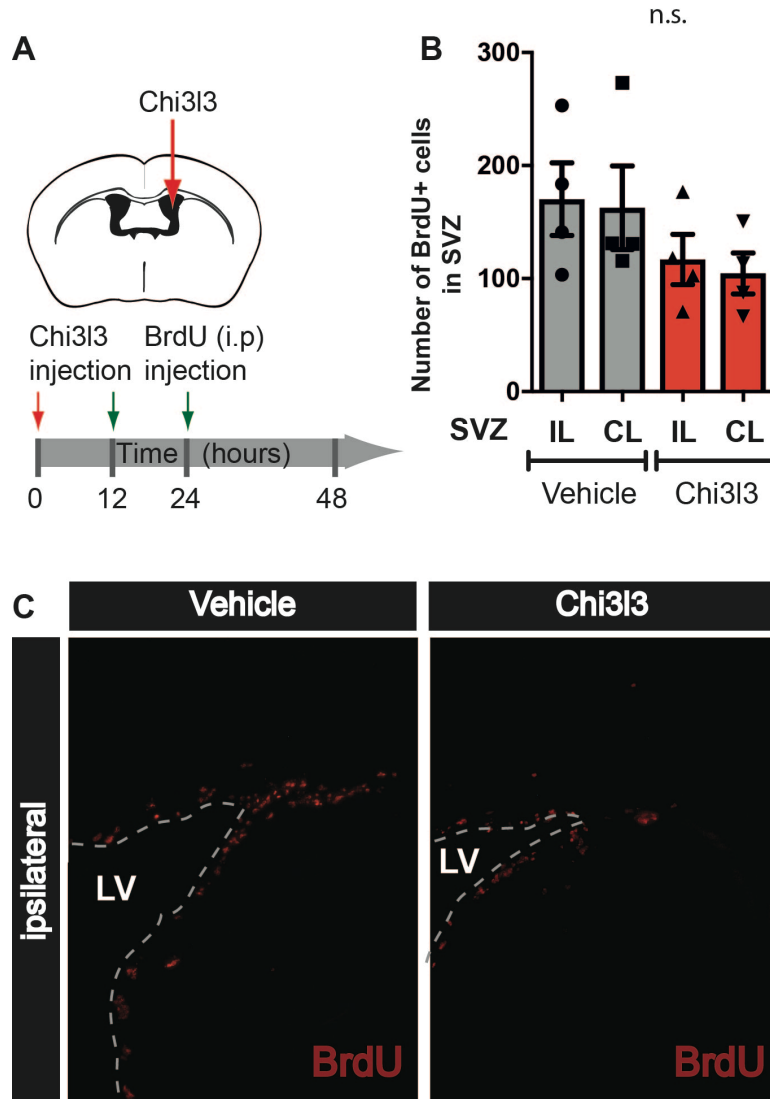 A
Chi3l3
Chi3l3 BrdU (i.p)
injection injection
Time (hours)
0 12 24 48
n.s.
B
Number of BrdU+ cells
in SVZ
300
200
100
0
SVZ IL CL IL CL
Vehicle Chi3l3
C
Vehicle Chi3l3
ipsilateral
LV LV
BrdU BrdU